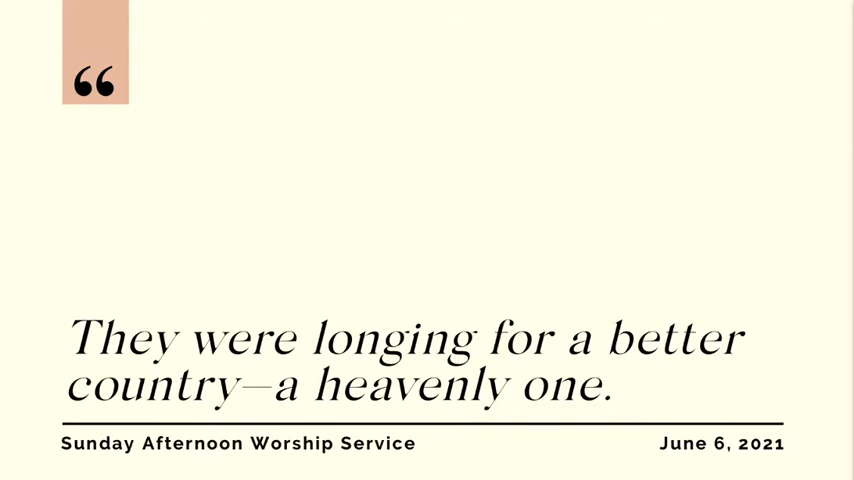 “
They were longing for a better
country—a heavenly one.
Sunday Afternoon Worship Service
June 6, 2021